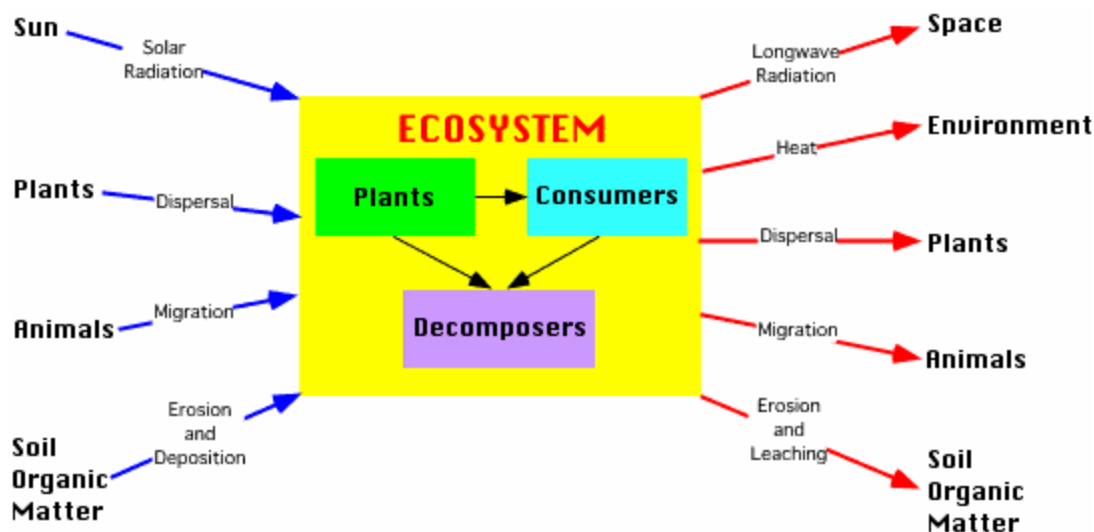 Sun
Solar
Radiation
Plants
Dispersal
Animals
Migration
Soil
Organic
Matter
Erosion
and
Deposition
ECOSYSTEM
Plants
Consumers
Decomposers
Longwave
Radiation
Space
Heat
Environment
Dispersal
Plants
Migration
Animals
Erosion
and
Leaching
Soil
Organic
Matter